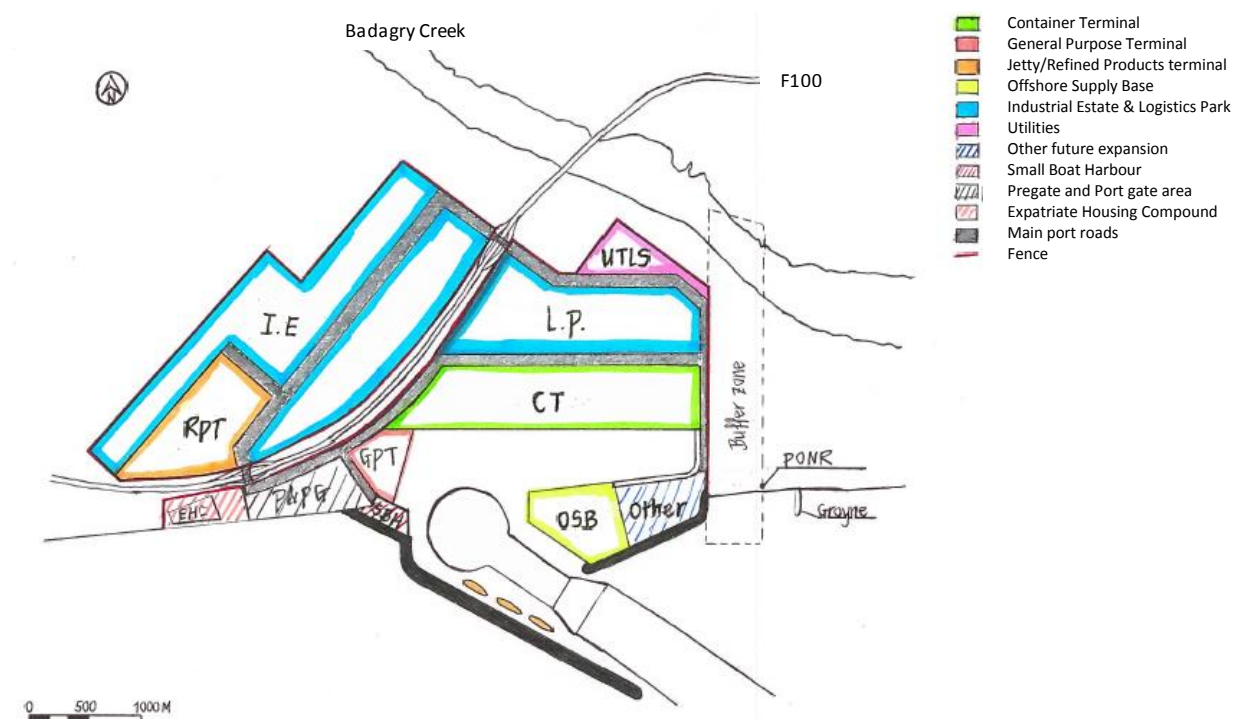 Badagry Creek
F100
N
Container Terminal
General Purpose Terminal
Jetty/Refined Products terminal
Offshore Supply Base
Industrial Estate & Logistics Park
Utilities
Other future expansion
Small Boat Harbour
Pregate and Port gate area
Expatriate Housing Compound
Main port roads
Fence
UTLS
I.E
L.P.
CT
RPT
Buffer zone
GPT
PONR
EHC
OSB
Other
SBH
Groyne
0 500 1000 M